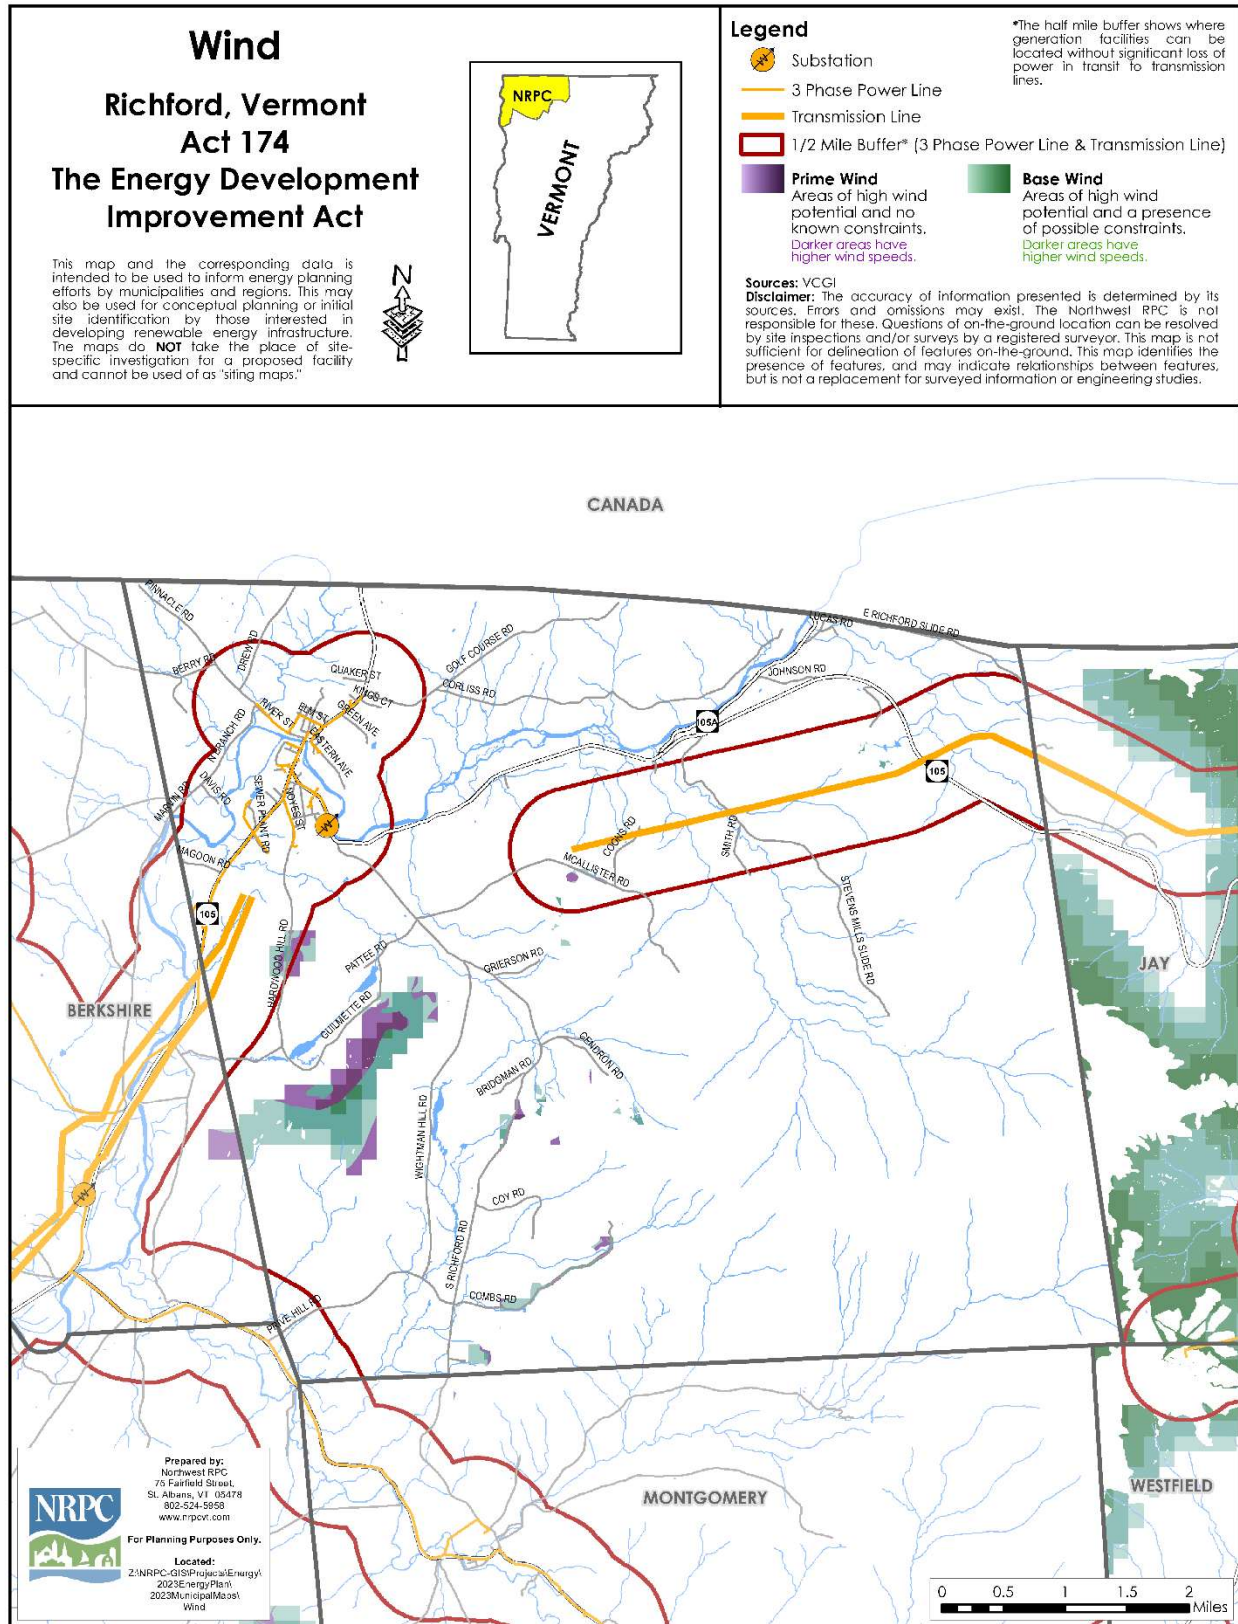 Wind
Richford, Vermont
Act 174
The Energy Development
Improvement Act
This map and the corresponding data is
intended to be used to inform energy planning
efforts by municipalities and regions. This may
also be used for conceptual planning or initial
site identification by those interested in
developing renewable energy infrastructure.
The maps do NOT take the place of site-
specific investigation for a proposed facility
and cannot be used of as "siting maps."
N
NRPC
VERMONT
Legend
Substation
3 Phase Power Line
Transmission Line
1/2 Mile Buffer* (3 Phase Power Line & Transmission Line)
*The half mile buffer shows where
generation facilities can be
located without significant loss of
power in transit to transmission
lines.
Prime Wind
Areas of high wind
potential and no
known constraints.
Darker areas have
higher wind speeds.
Base Wind
Areas of high wind
potential and a presence
of possible constraints.
Darker areas have
higher wind speeds.
Sources: VCGI
Disclaimer: The accuracy of information presented is determined by its
sources. Errors and omissions may exist. The Northwest RPC is not
responsible for these. Questions of on-the-ground location can be resolved
by site inspections and/or surveys by a registered surveyor. This map is not
sufficient for delineation of features on-the-ground. This map identifies the
presence of features, and may indicate relationships between features,
but is not a replacement for surveyed information or engineering studies.
CANADA
PINNACLE RD
BERRY RD
DREW RD
QUAKER ST
KINGS CT
GREEN AVE
GOLF COURSE RD
CORLISS RD
LUCAS RD
E RICHFORD SLIDE RD
JOHNSON RD
RIVER ST
ELM ST
EASTERN AVE
N BRANCH RD
DAVIS RD
MARVIN RD
SEWER PLANT RD
NOYES ST
MAGOON RD
105A
105
105
COONS RD
MCALLISTER RD
SMITH RD
STEVENS MILLS SLIDE RD
HARDWOOD HILL RD
PATTEE RD
GUILMETTE RD
GRIERSON RD
GENDRON RD
BRIDGMAN RD
WIGHTMAN HILL RD
COY RD
S RICHFORD RD
COMBS RD
PRIVE HILL RD
BERKSHIRE
JAY
MONTGOMERY
WESTFIELD
NRPC
Prepared by:
Northwest RPC
75 Fairfield Street,
St. Albans, VT 05478
802-524-5958
www.nrpcvt.com
For Planning Purposes Only.
Located:
Z:\NRPC-GIS\Projects\Energy\
2023EnergyPlan\
2023MunicipalMaps\
Wind
0 0.5 1 1.5 2
Miles